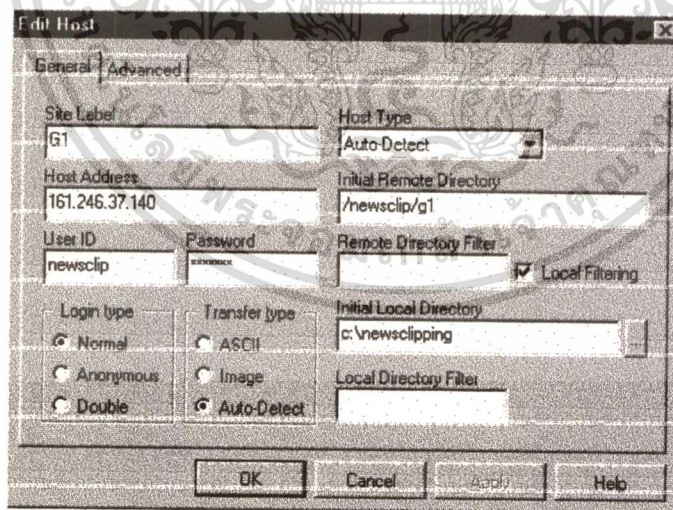 Edit Host
General Advanced
Site Label
G1
Host Type
Auto-Detect
Host Address
161.246.37.140
Initial Remote Directory
/newsclip/g1
User ID
newsclip
Password
xxxxxxx
Remote Directory Filter
Local Filtering
Login type
Normal
Anonymous
Double
Transfer type
ASCII
Image
Auto-Detect
Initial Local Directory
c:\newsclipping
...
Local Directory Filter
OK Cancel Apply Help